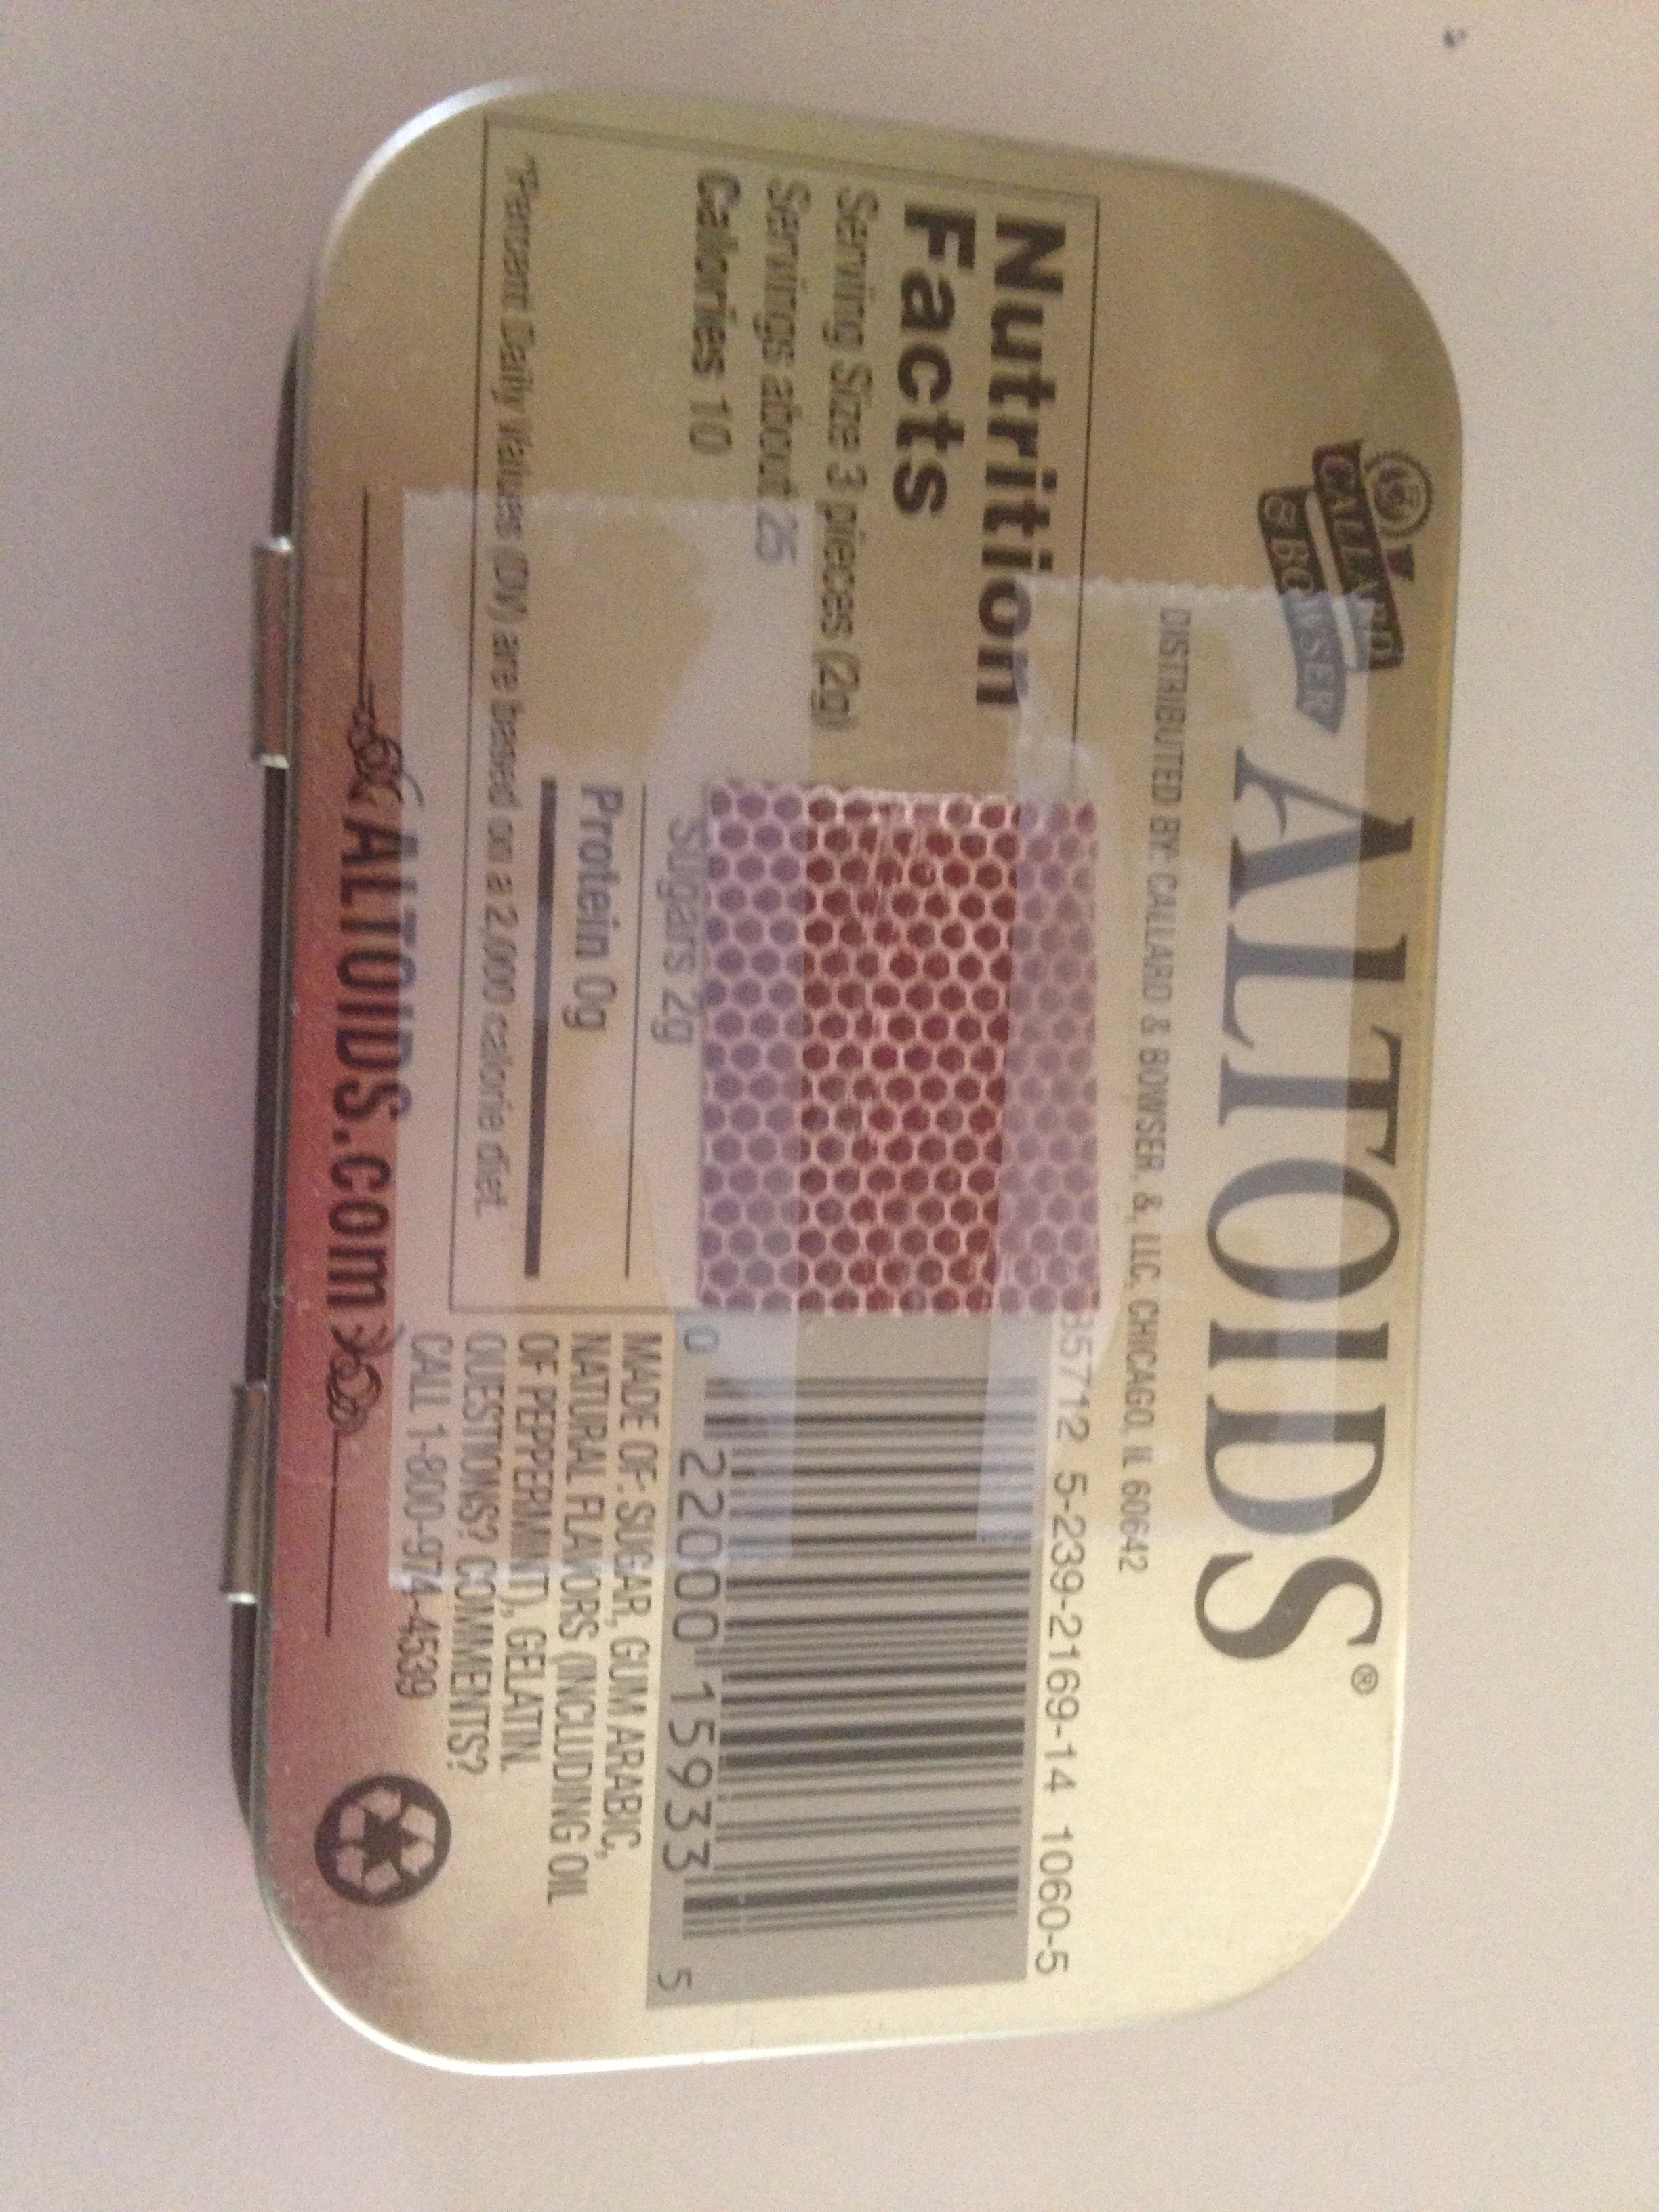 CALLARD
& BOWSER
ALTOIDS®
DISTRIBUTED BY: CALLARD & BOWSER, &, LLC, CHICAGO, IL 60642
Nutrition
Facts
Serving Size 3 pieces (2g)
Servings about 25
Calories 10
Sugars 2g
Protein 0g
*Percent Daily Values (DV) are based on a 2,000 calorie diet.
85712 5-239-2169-14 1060-5
0 22000 15933 5
MADE OF: SUGAR, GUM ARABIC,
NATURAL FLAVORS (INCLUDING OIL
OF PEPPERMINT), GELATIN.
QUESTIONS? COMMENTS?
CALL 1-800-974-4539
ALTOIDS.com